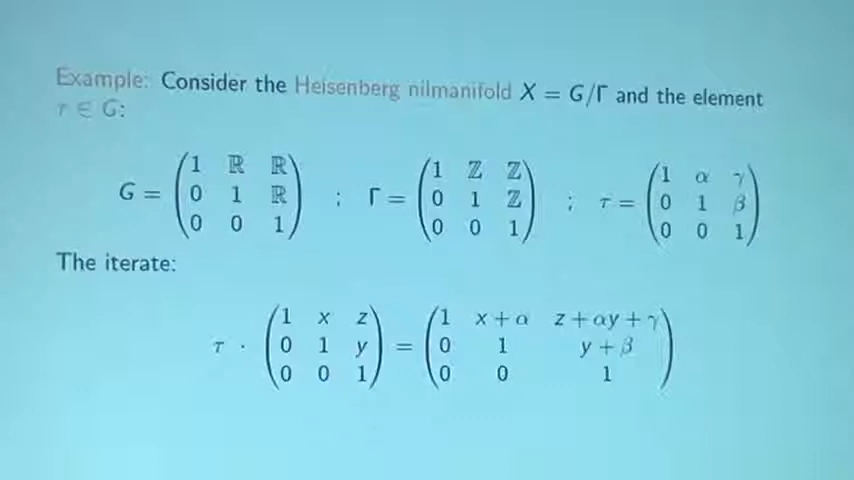 Example: Consider the Heisenberg nilmanifold X = G/Γ and the element
τ ∈ G:
G = (1 ℝ ℝ; 0 1 ℝ; 0 0 1) ; Γ = (1 ℤ ℤ; 0 1 ℤ; 0 0 1) ; τ = (1 α γ; 0 1 β; 0 0 1)
The iterate:
τ · (1 x z; 0 1 y; 0 0 1) = (1 x + α z + αy + γ; 0 1 y + β; 0 0 1)